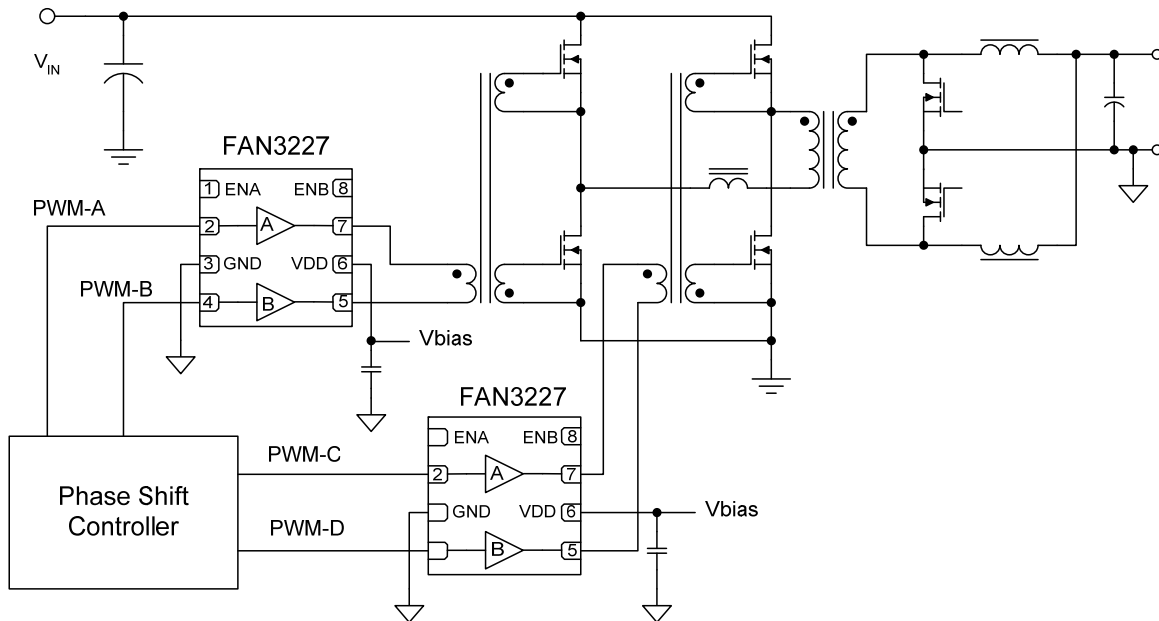 V_IN
FAN3227
1 ENA ENB 8
PWM-A
2 A 7
3 GND VDD 6
PWM-B
4 B 5
Vbias
FAN3227
ENA ENB 8
PWM-C
2 A 7
Phase Shift
Controller
GND VDD 6
Vbias
PWM-D
B 5